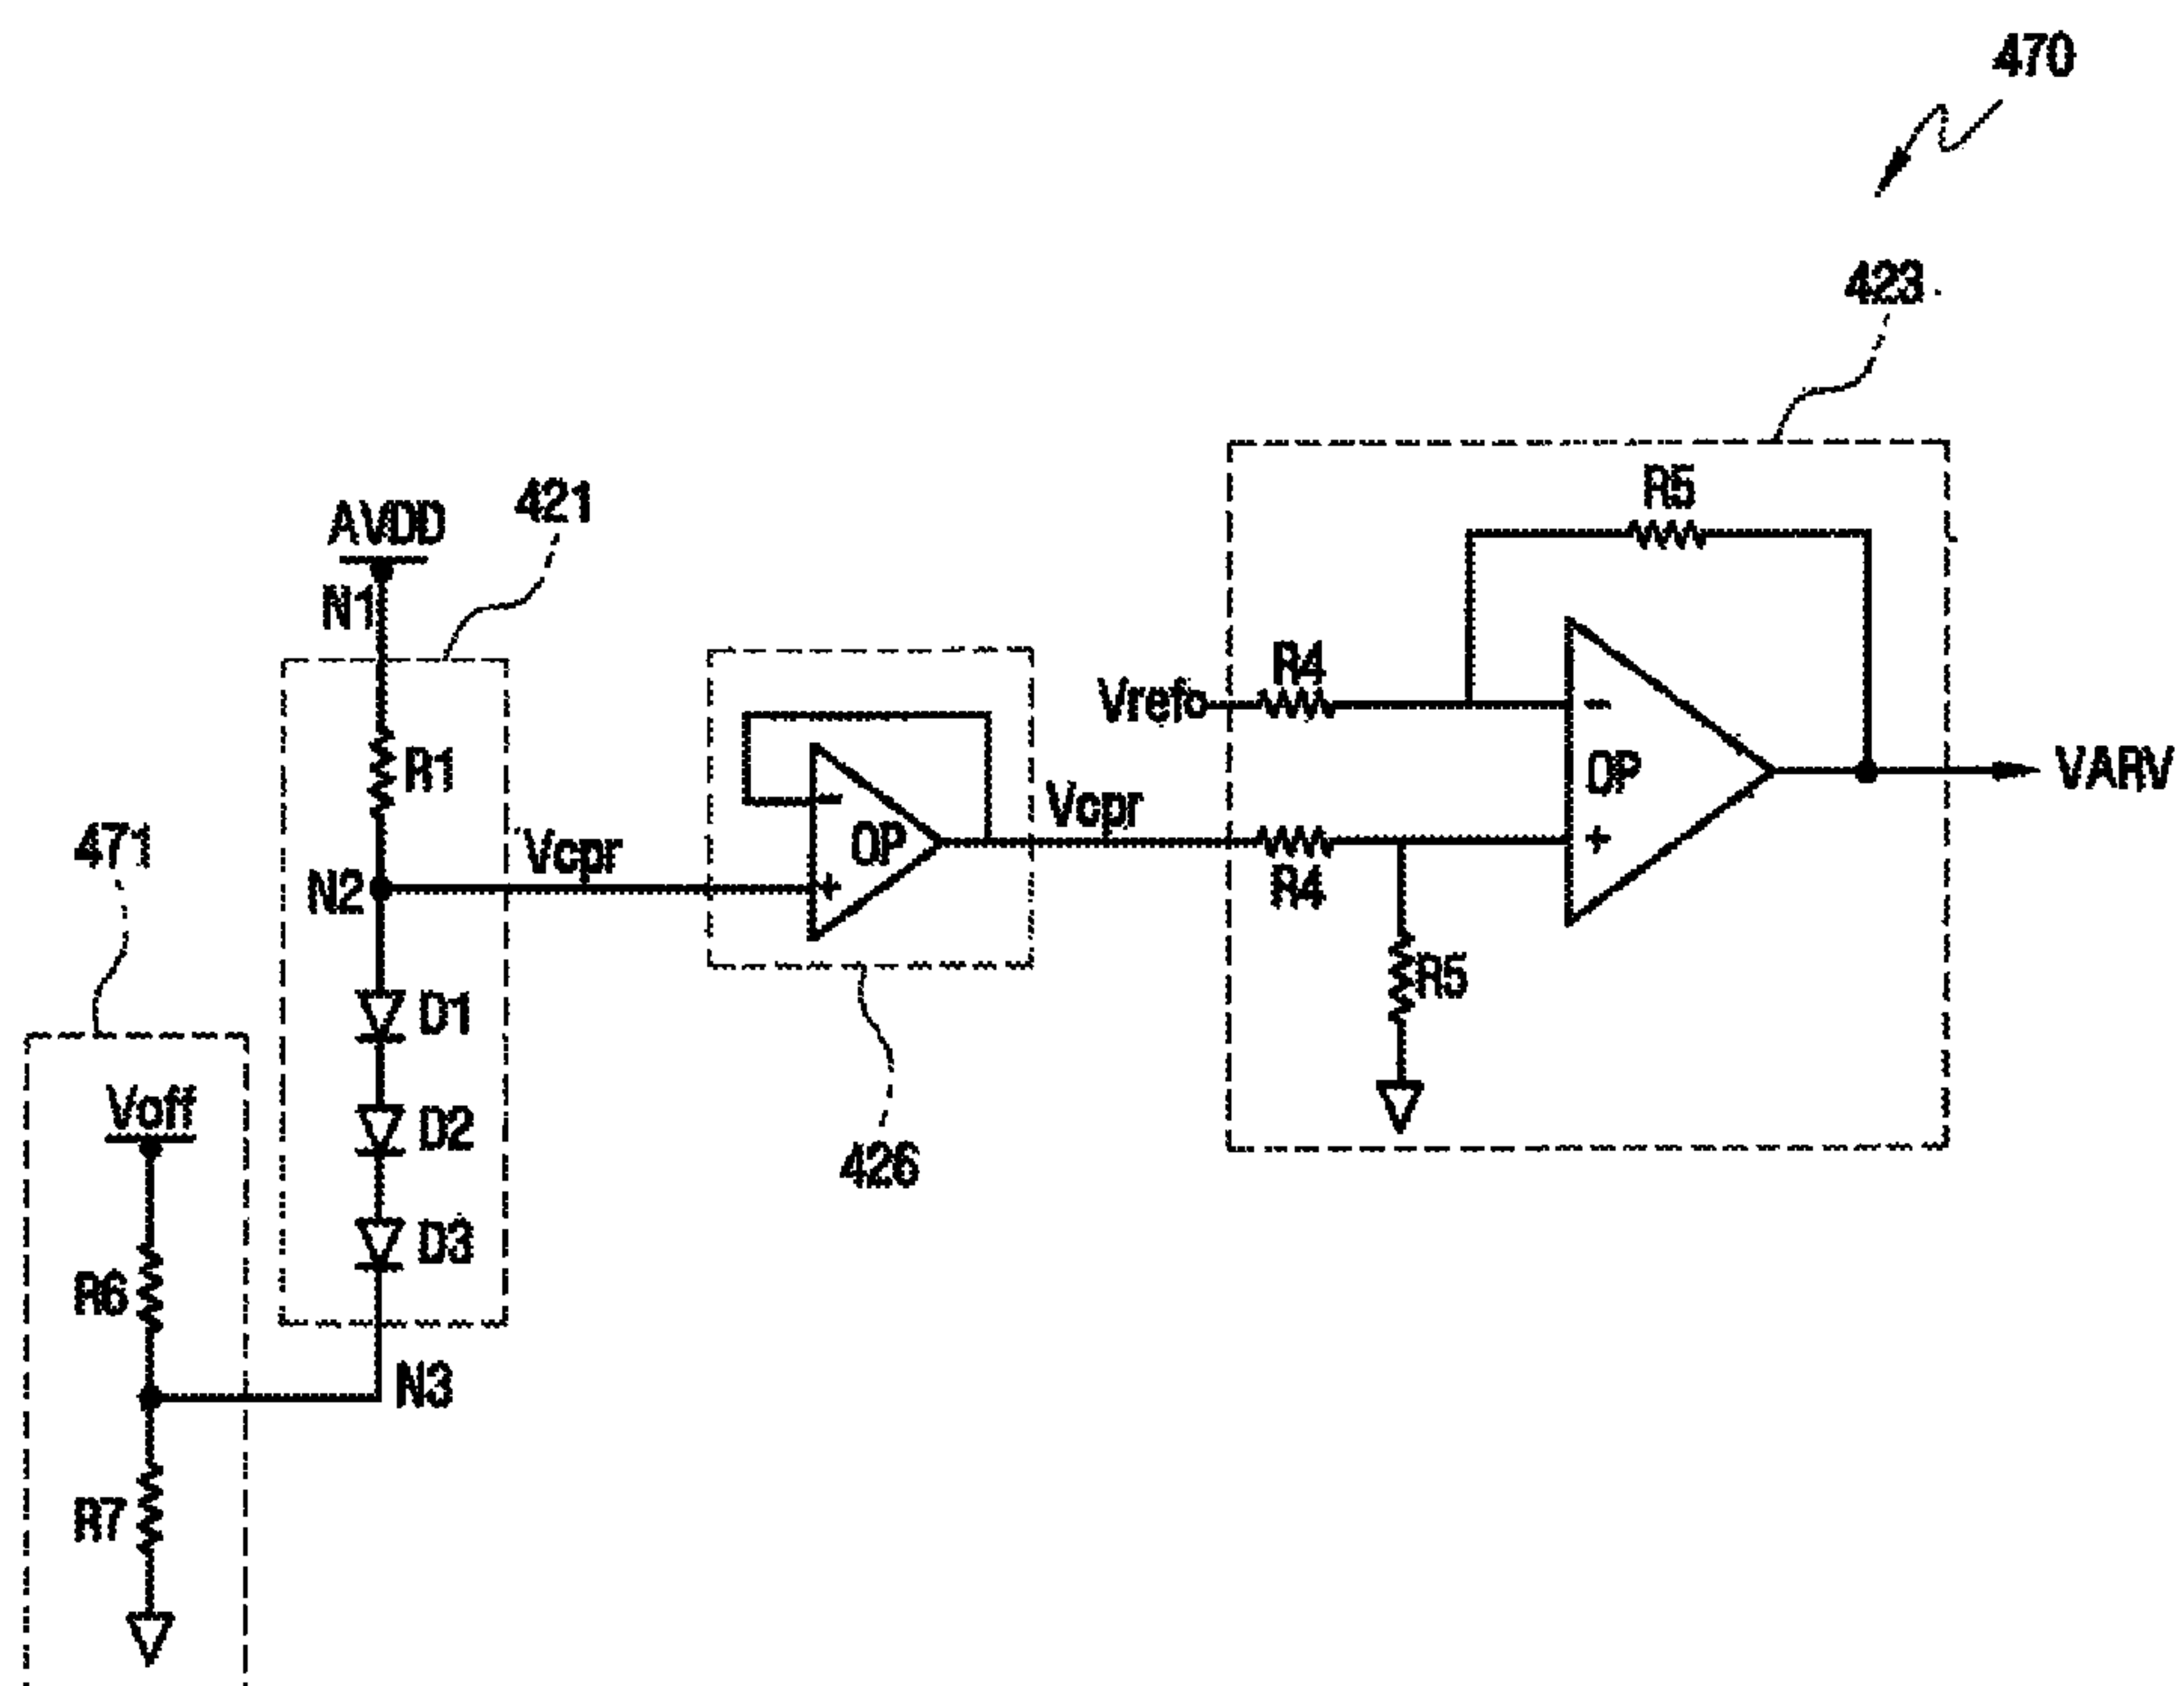 470
423
R5
421
AVDD
N1
R4
Vref
-
R1
OP
VARV
Vcpr
-
471
Vcpr
OP
+
N2
+
R4
R5
D1
Voff
D2
426
D3
R6
N3
R7